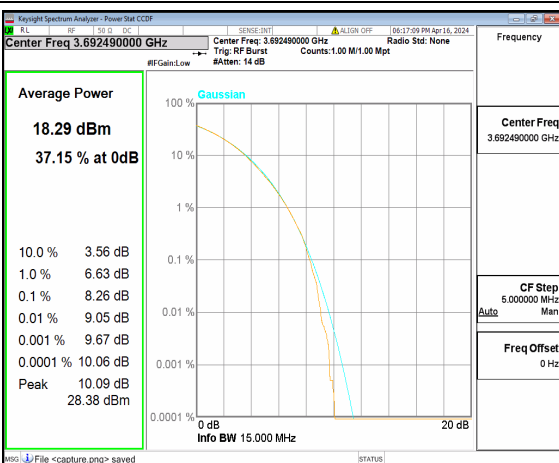 Keysight Spectrum Analyzer - Power Stat CCDF
RL RF 50 Ω DC SENSE:INT ALIGN OFF 06:17:09 PM Apr 16, 2024
Center Freq 3.692490000 GHz
Center Freq: 3.692490000 GHz Radio Std: None
Trig: RF Burst Counts:1.00 M/1.00 Mpt
#IFGain:Low #Atten: 14 dB
Frequency
Average Power
18.29 dBm
37.15 % at 0dB
10.0 % 3.56 dB
1.0 % 6.63 dB
0.1 % 8.26 dB
0.01 % 9.05 dB
0.001 % 9.67 dB
0.0001 % 10.06 dB
Peak 10.09 dB
28.38 dBm
Gaussian
100 %
10 %
1 %
0.1 %
0.01 %
0.001 %
0.0001 %
0 dB 20 dB
Info BW 15.000 MHz
Center Freq
3.692490000 GHz
CF Step
5.000000 MHz
Auto Man
Freq Offset
0 Hz
MSG File <capture.png> saved STATUS